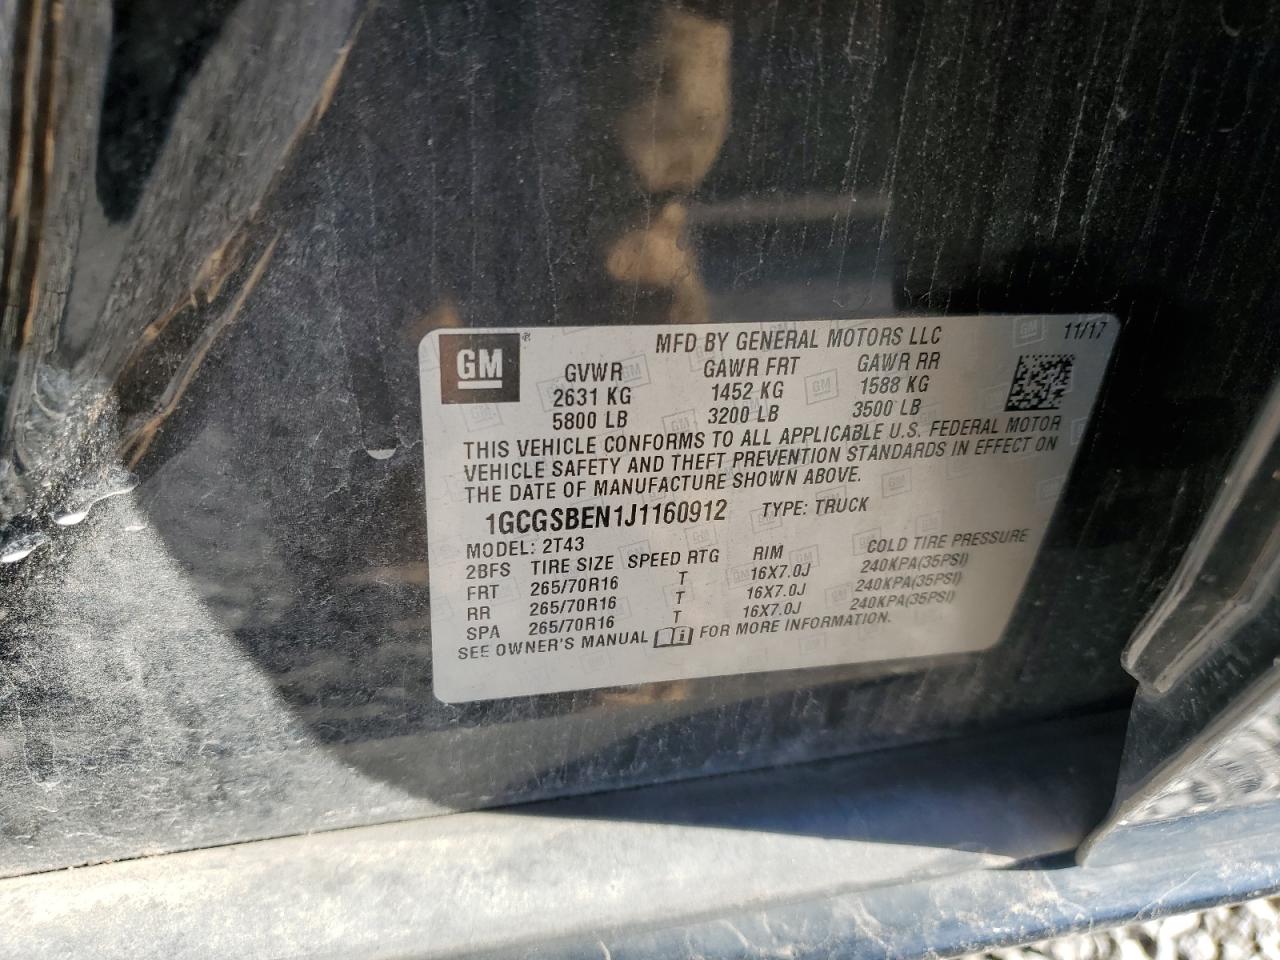 GM
MFD BY GENERAL MOTORS LLC 11/17
GVWR GAWR FRT GAWR RR
2631 KG 1452 KG 1588 KG
5800 LB 3200 LB 3500 LB
THIS VEHICLE CONFORMS TO ALL APPLICABLE U.S. FEDERAL MOTOR
VEHICLE SAFETY AND THEFT PREVENTION STANDARDS IN EFFECT ON
THE DATE OF MANUFACTURE SHOWN ABOVE.
1GCGSBEN1J1160912 TYPE: TRUCK
MODEL: 2T43
2BFS TIRE SIZE SPEED RTG RIM COLD TIRE PRESSURE
FRT 265/70R16 T 16X7.0J 240KPA(35PSI)
RR 265/70R16 T 16X7.0J 240KPA(35PSI)
SPA 265/70R16 T 16X7.0J 240KPA(35PSI)
SEE OWNER'S MANUAL FOR MORE INFORMATION.